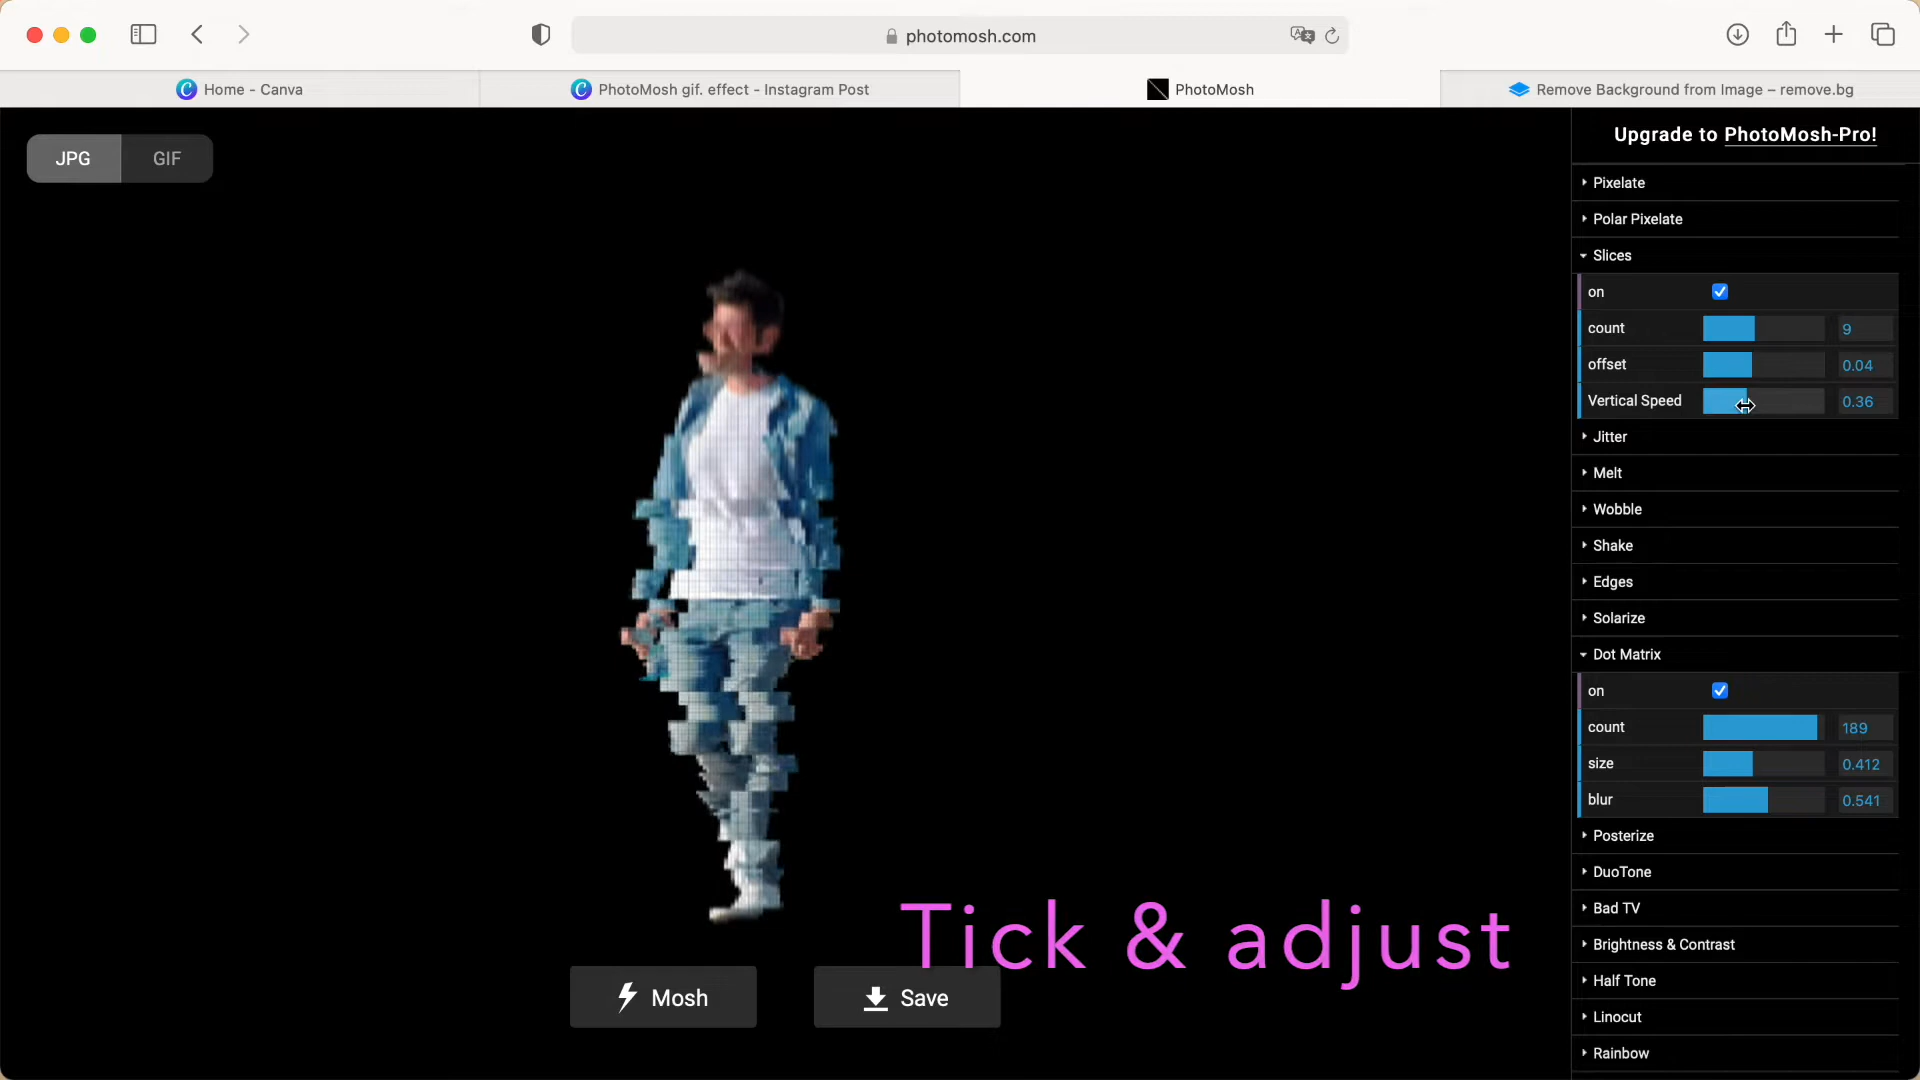 photomosh.com
Home - Canva
PhotoMosh gif. effect - Instagram Post
PhotoMosh
Remove Background from Image – remove.bg
JPG
GIF
Upgrade to PhotoMosh-Pro!
Pixelate
Polar Pixelate
Slices
on
count 9
offset 0.04
Vertical Speed 0.36
Jitter
Melt
Wobble
Shake
Edges
Solarize
Dot Matrix
on
count 189
size 0.412
blur 0.541
Posterize
DuoTone
Bad TV
Brightness & Contrast
Half Tone
Linocut
Rainbow
Tick & adjust
Mosh
Save